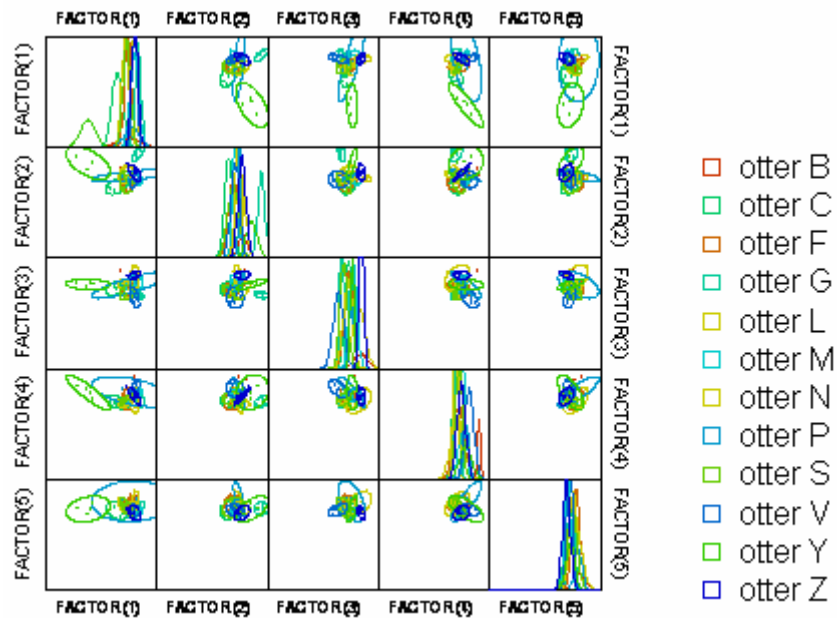 FACTOR(1) FACTOR(2) FACTOR(3) FACTOR(4) FACTOR(5)
FACTOR(1)
FACTOR(1)
FACTOR(2)
FACTOR(2)
FACTOR(3)
FACTOR(3)
FACTOR(4)
FACTOR(4)
FACTOR(5)
FACTOR(5)
FACTOR(1) FACTOR(2) FACTOR(3) FACTOR(4) FACTOR(5)
otter B
otter C
otter F
otter G
otter L
otter M
otter N
otter P
otter S
otter V
otter Y
otter Z